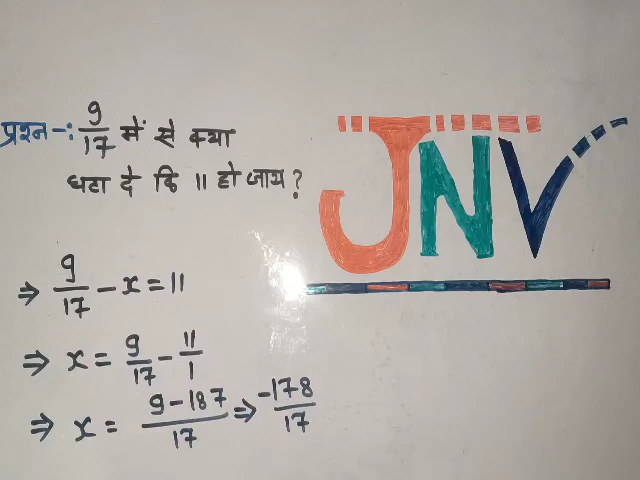 प्रश्न-: 9/17 में से क्या
घटा दे कि 11 हो जाय ?
JNV
⇒ 9/17 - x = 11
⇒ x = 9/17 - 11/1
⇒ x = 9-187/17 ⇒ -178/17